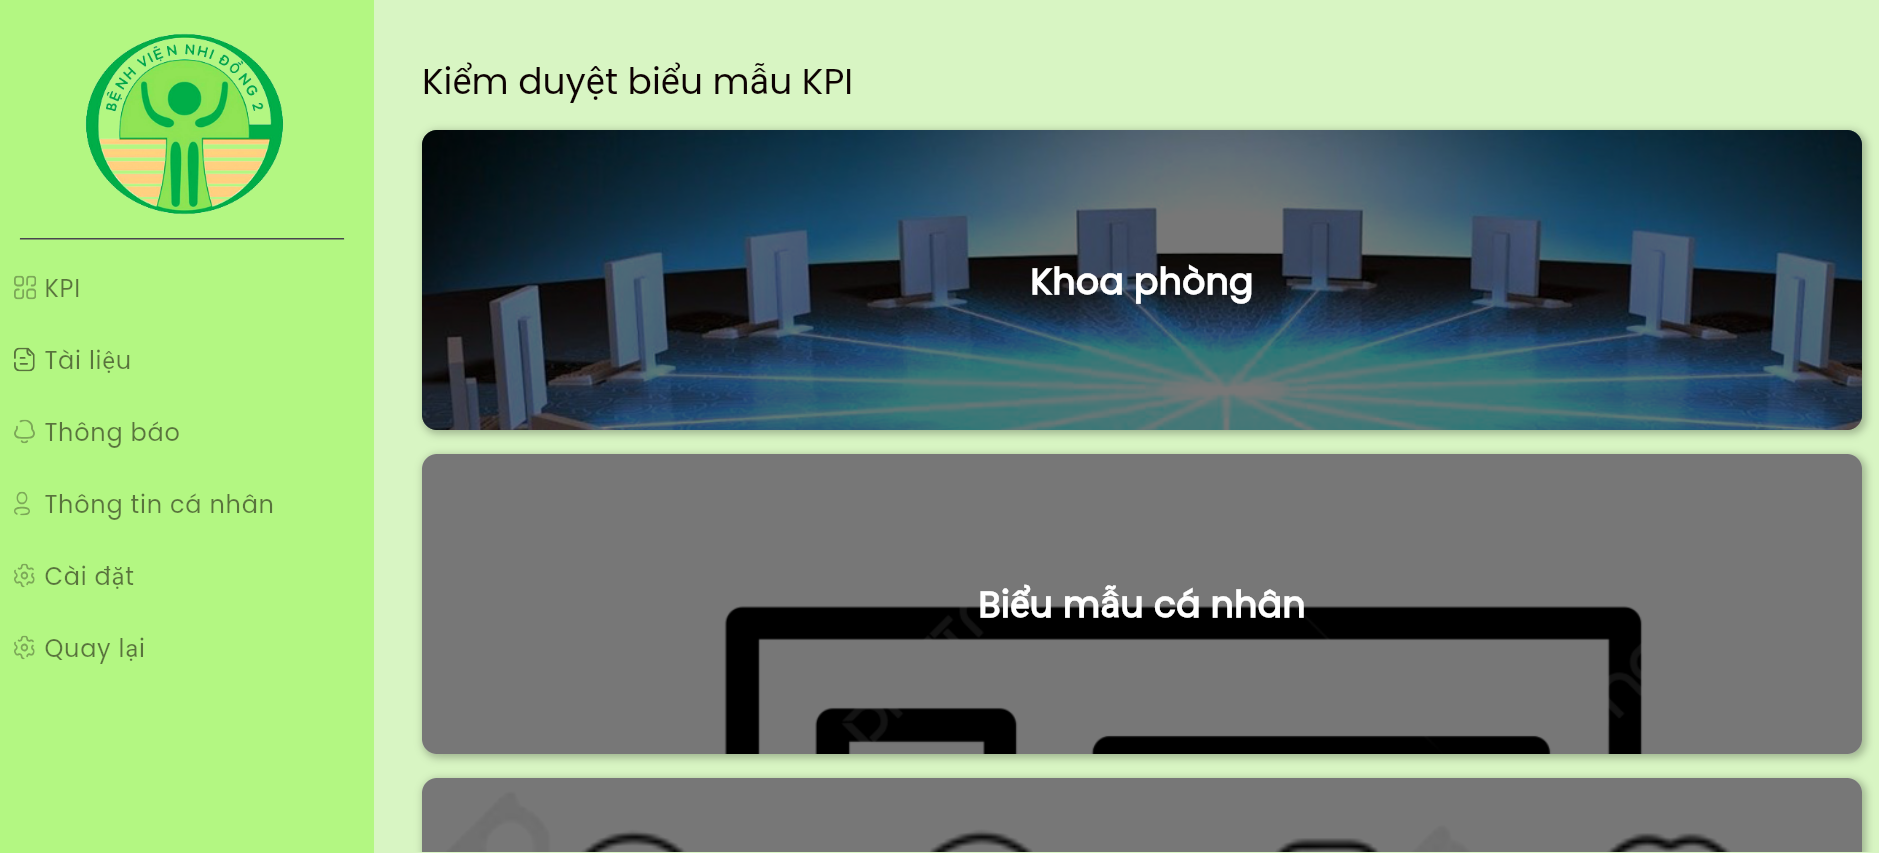 BỆNH VIỆN NHI ĐỒNG 2
KPI
Tài liệu
Thông báo
Thông tin cá nhân
Cài đặt
Quay lại
Kiểm duyệt biểu mẫu KPI
Khoa phòng
Biểu mẫu cá nhân